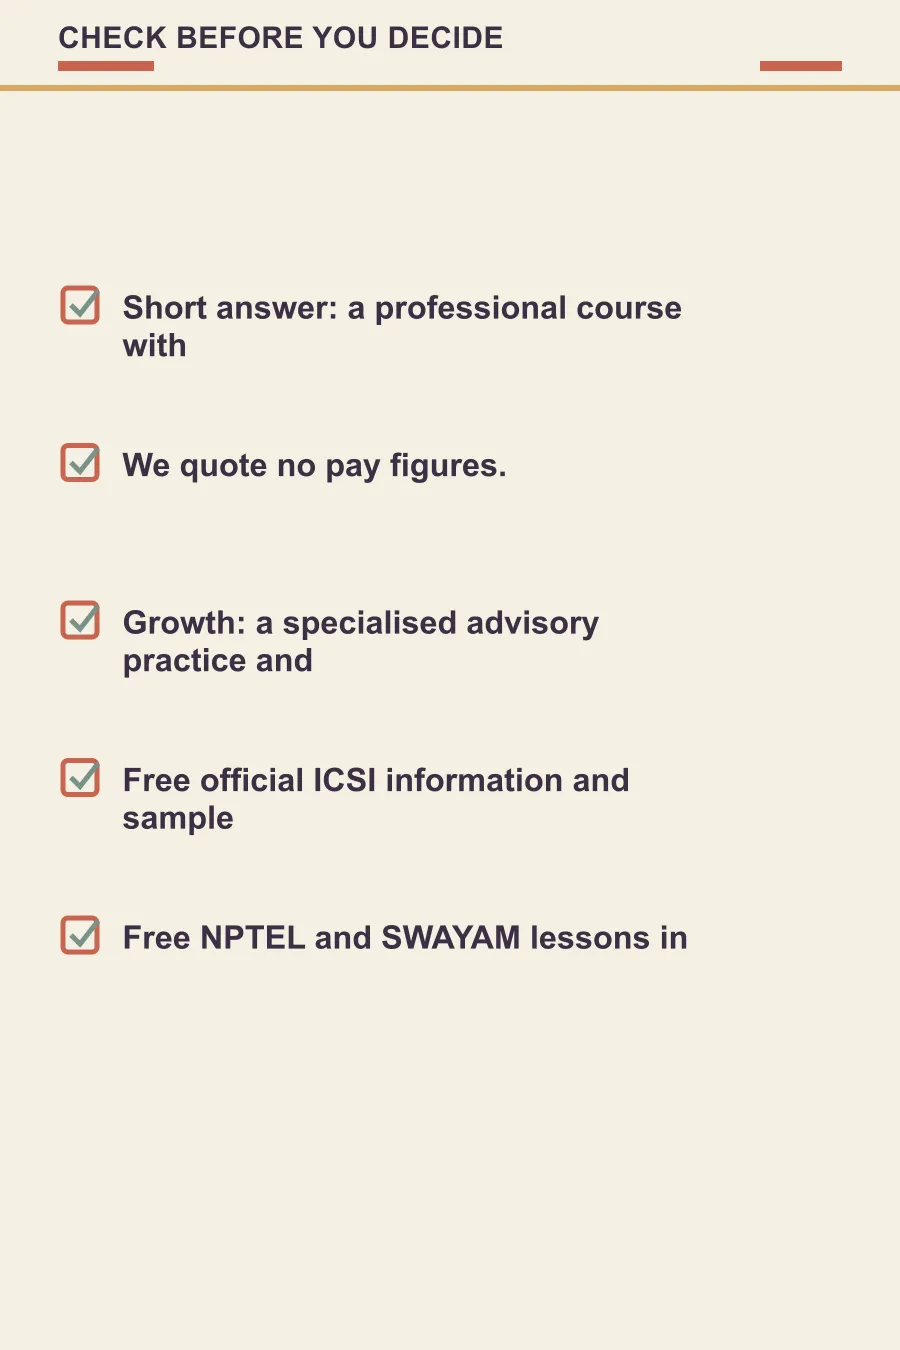 CHECK BEFORE YOU DECIDE
Short answer: a professional course
with
We quote no pay figures.
Growth: a specialised advisory
practice and
Free official ICSI information and
sample
Free NPTEL and SWAYAM lessons in